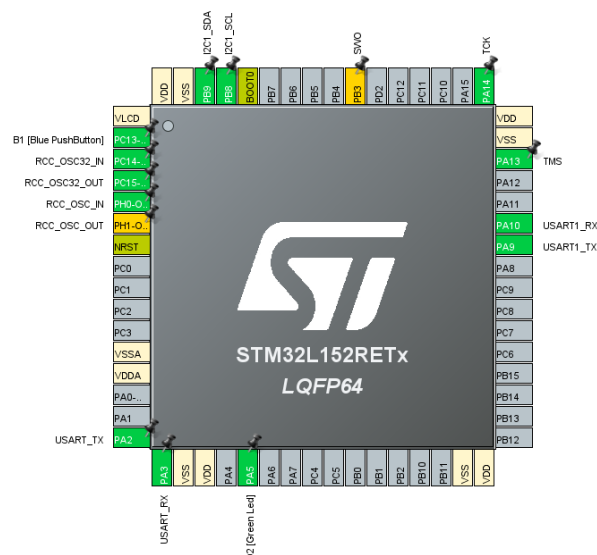 I2C1_SDA
I2C1_SCL
SWO
TCK
VDD
VSS
PB9
PB8
BOOT0
PB7
PB6
PB5
PB4
PB3
PD2
PC12
PC11
PC10
PA15
PA14
VLCD
B1 [Blue PushButton] PC13-..
RCC_OSC32_IN PC14-..
RCC_OSC32_OUT PC15-..
RCC_OSC_IN PH0-O..
RCC_OSC_OUT PH1-O..
NRST
PC0
PC1
PC2
PC3
VSSA
VDDA
PA0-..
PA1
USART_TX PA2
VDD
VSS
PA13 TMS
PA12
PA11
PA10 USART1_RX
PA9 USART1_TX
PA8
PC9
PC8
PC7
PC6
PB15
PB14
PB13
PB12
ST
STM32L152RETx
LQFP64
PA3
VSS
VDD
PA4
PA5
PA6
PA7
PC4
PC5
PB0
PB1
PB2
PB10
PB11
VSS
VDD
USART_RX
[Green Led]